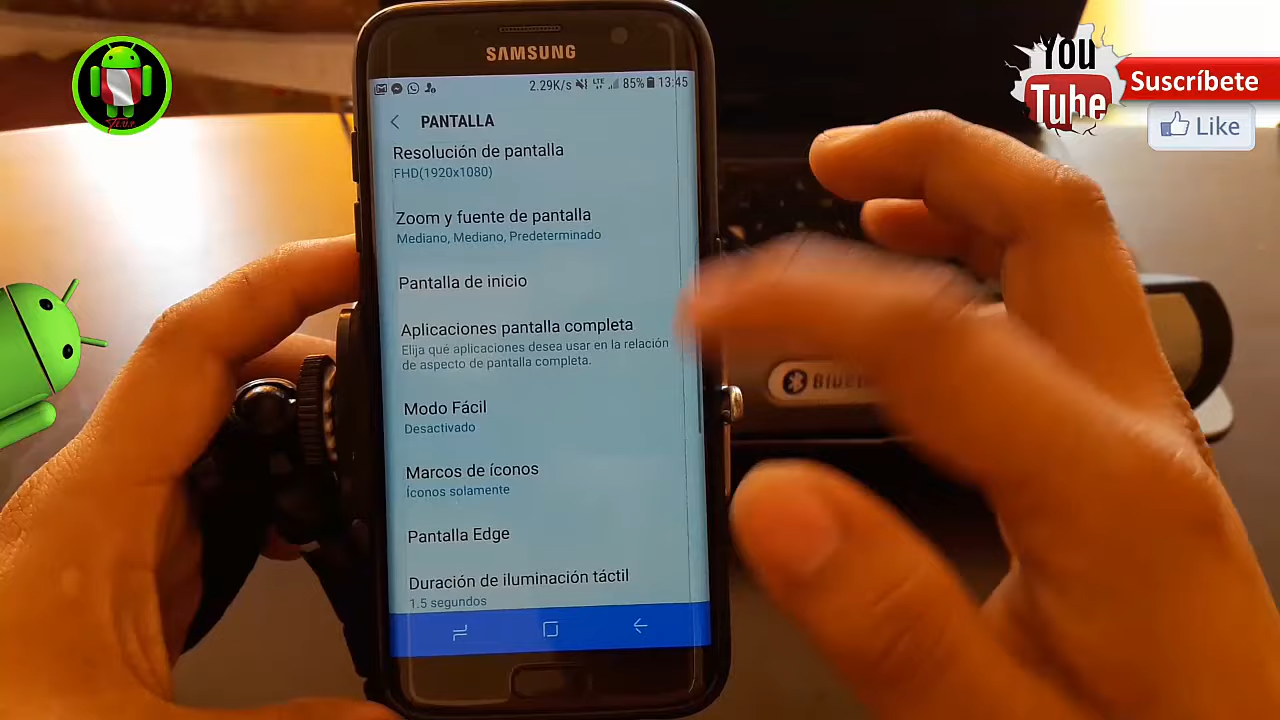 SAMSUNG
2.29K/s LTE 85% 13:45
PANTALLA
Resolución de pantalla
FHD(1920x1080)
Zoom y fuente de pantalla
Mediano, Mediano, Predeterminado
Pantalla de inicio
Aplicaciones pantalla completa
Elija qué aplicaciones desea usar en la relación
de aspecto de pantalla completa.
Modo Fácil
Desactivado
Marcos de íconos
Íconos solamente
Pantalla Edge
Duración de iluminación táctil
1.5 segundos
You
Tube
Suscríbete
Like